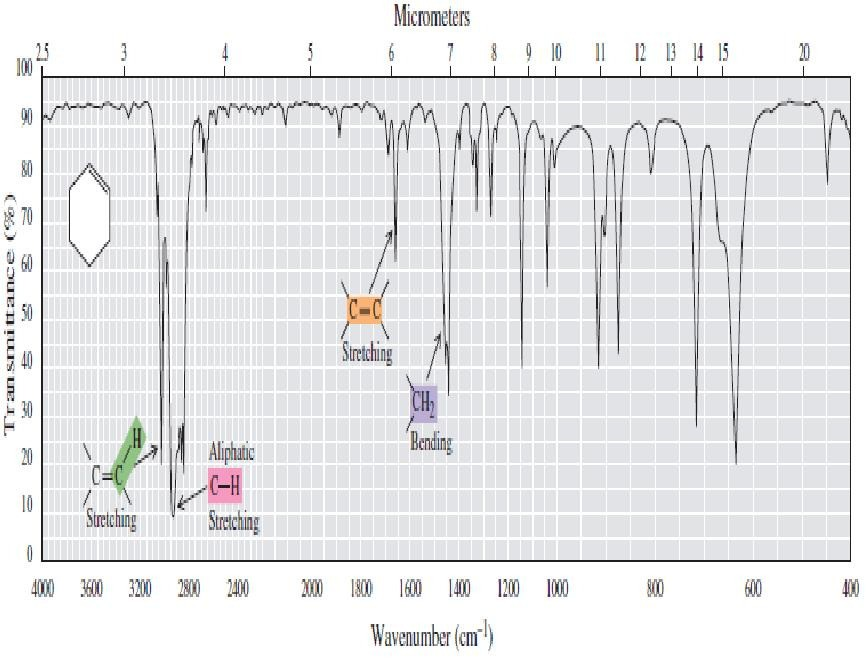 Micrometers
2.5 3 4 5 6 7 8 9 10 11 12 13 14 15 20
Transmittance (%)
100
90
80
70
60
50
40
30
20
10
0
C=C
Stretching
CH2
Bending
H
C=C
Stretching
Aliphatic
C—H
Stretching
4000 3600 3200 2800 2400 2000 1800 1600 1400 1200 1000 800 600 400
Wavenumber (cm⁻¹)